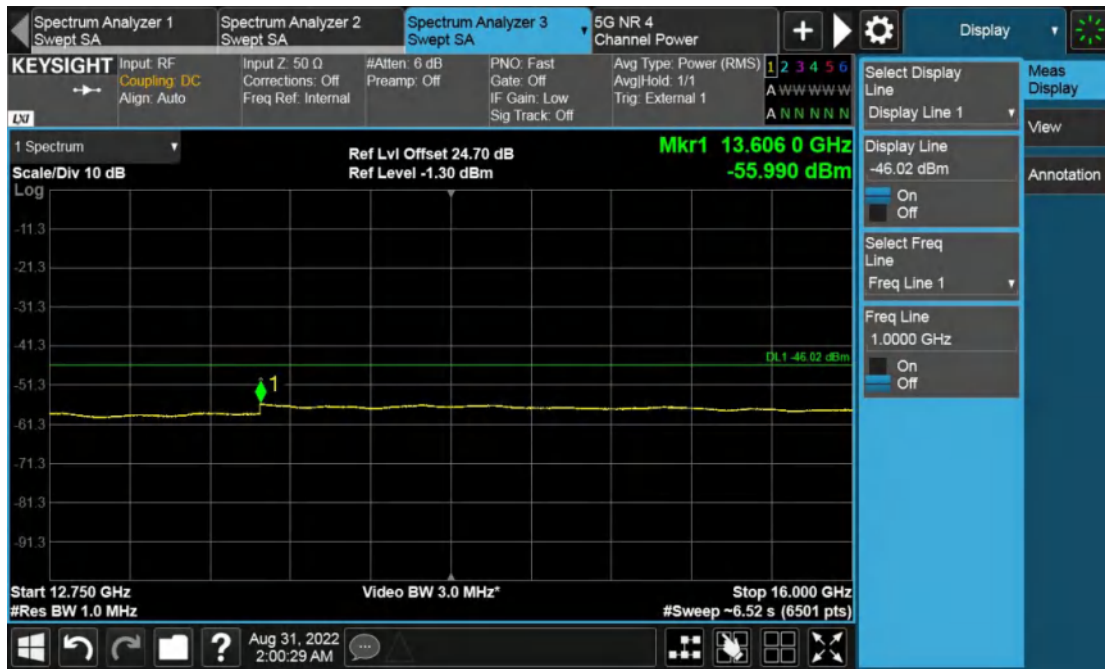 Spectrum Analyzer 1
Swept SA
Spectrum Analyzer 2
Swept SA
Spectrum Analyzer 3
Swept SA
5G NR 4
Channel Power
Display
KEYSIGHT
LXI
Input: RF
Coupling: DC
Align: Auto
Input Z: 50 Ω
Corrections: Off
Freq Ref: Internal
#Atten: 6 dB
Preamp: Off
PNO: Fast
Gate: Off
IF Gain: Low
Sig Track: Off
Avg Type: Power (RMS)
Avg|Hold: 1/1
Trig: External 1
1 2 3 4 5 6
A W W W W W
A N N N N N
1 Spectrum
Scale/Div 10 dB
Log
Ref Lvl Offset 24.70 dB
Ref Level -1.30 dBm
Mkr1 13.606 0 GHz
-55.990 dBm
-11.3
-21.3
-31.3
-41.3
-51.3
-61.3
-71.3
-81.3
-91.3
DL1 -46.02 dBm
1
Start 12.750 GHz
#Res BW 1.0 MHz
Video BW 3.0 MHz*
Stop 16.000 GHz
#Sweep ~6.52 s (6501 pts)
Select Display
Line
Display Line 1
Display Line
-46.02 dBm
On
Off
Select Freq
Line
Freq Line 1
Freq Line
1.0000 GHz
On
Off
Meas
Display
View
Annotation
?
Aug 31, 2022
2:00:29 AM